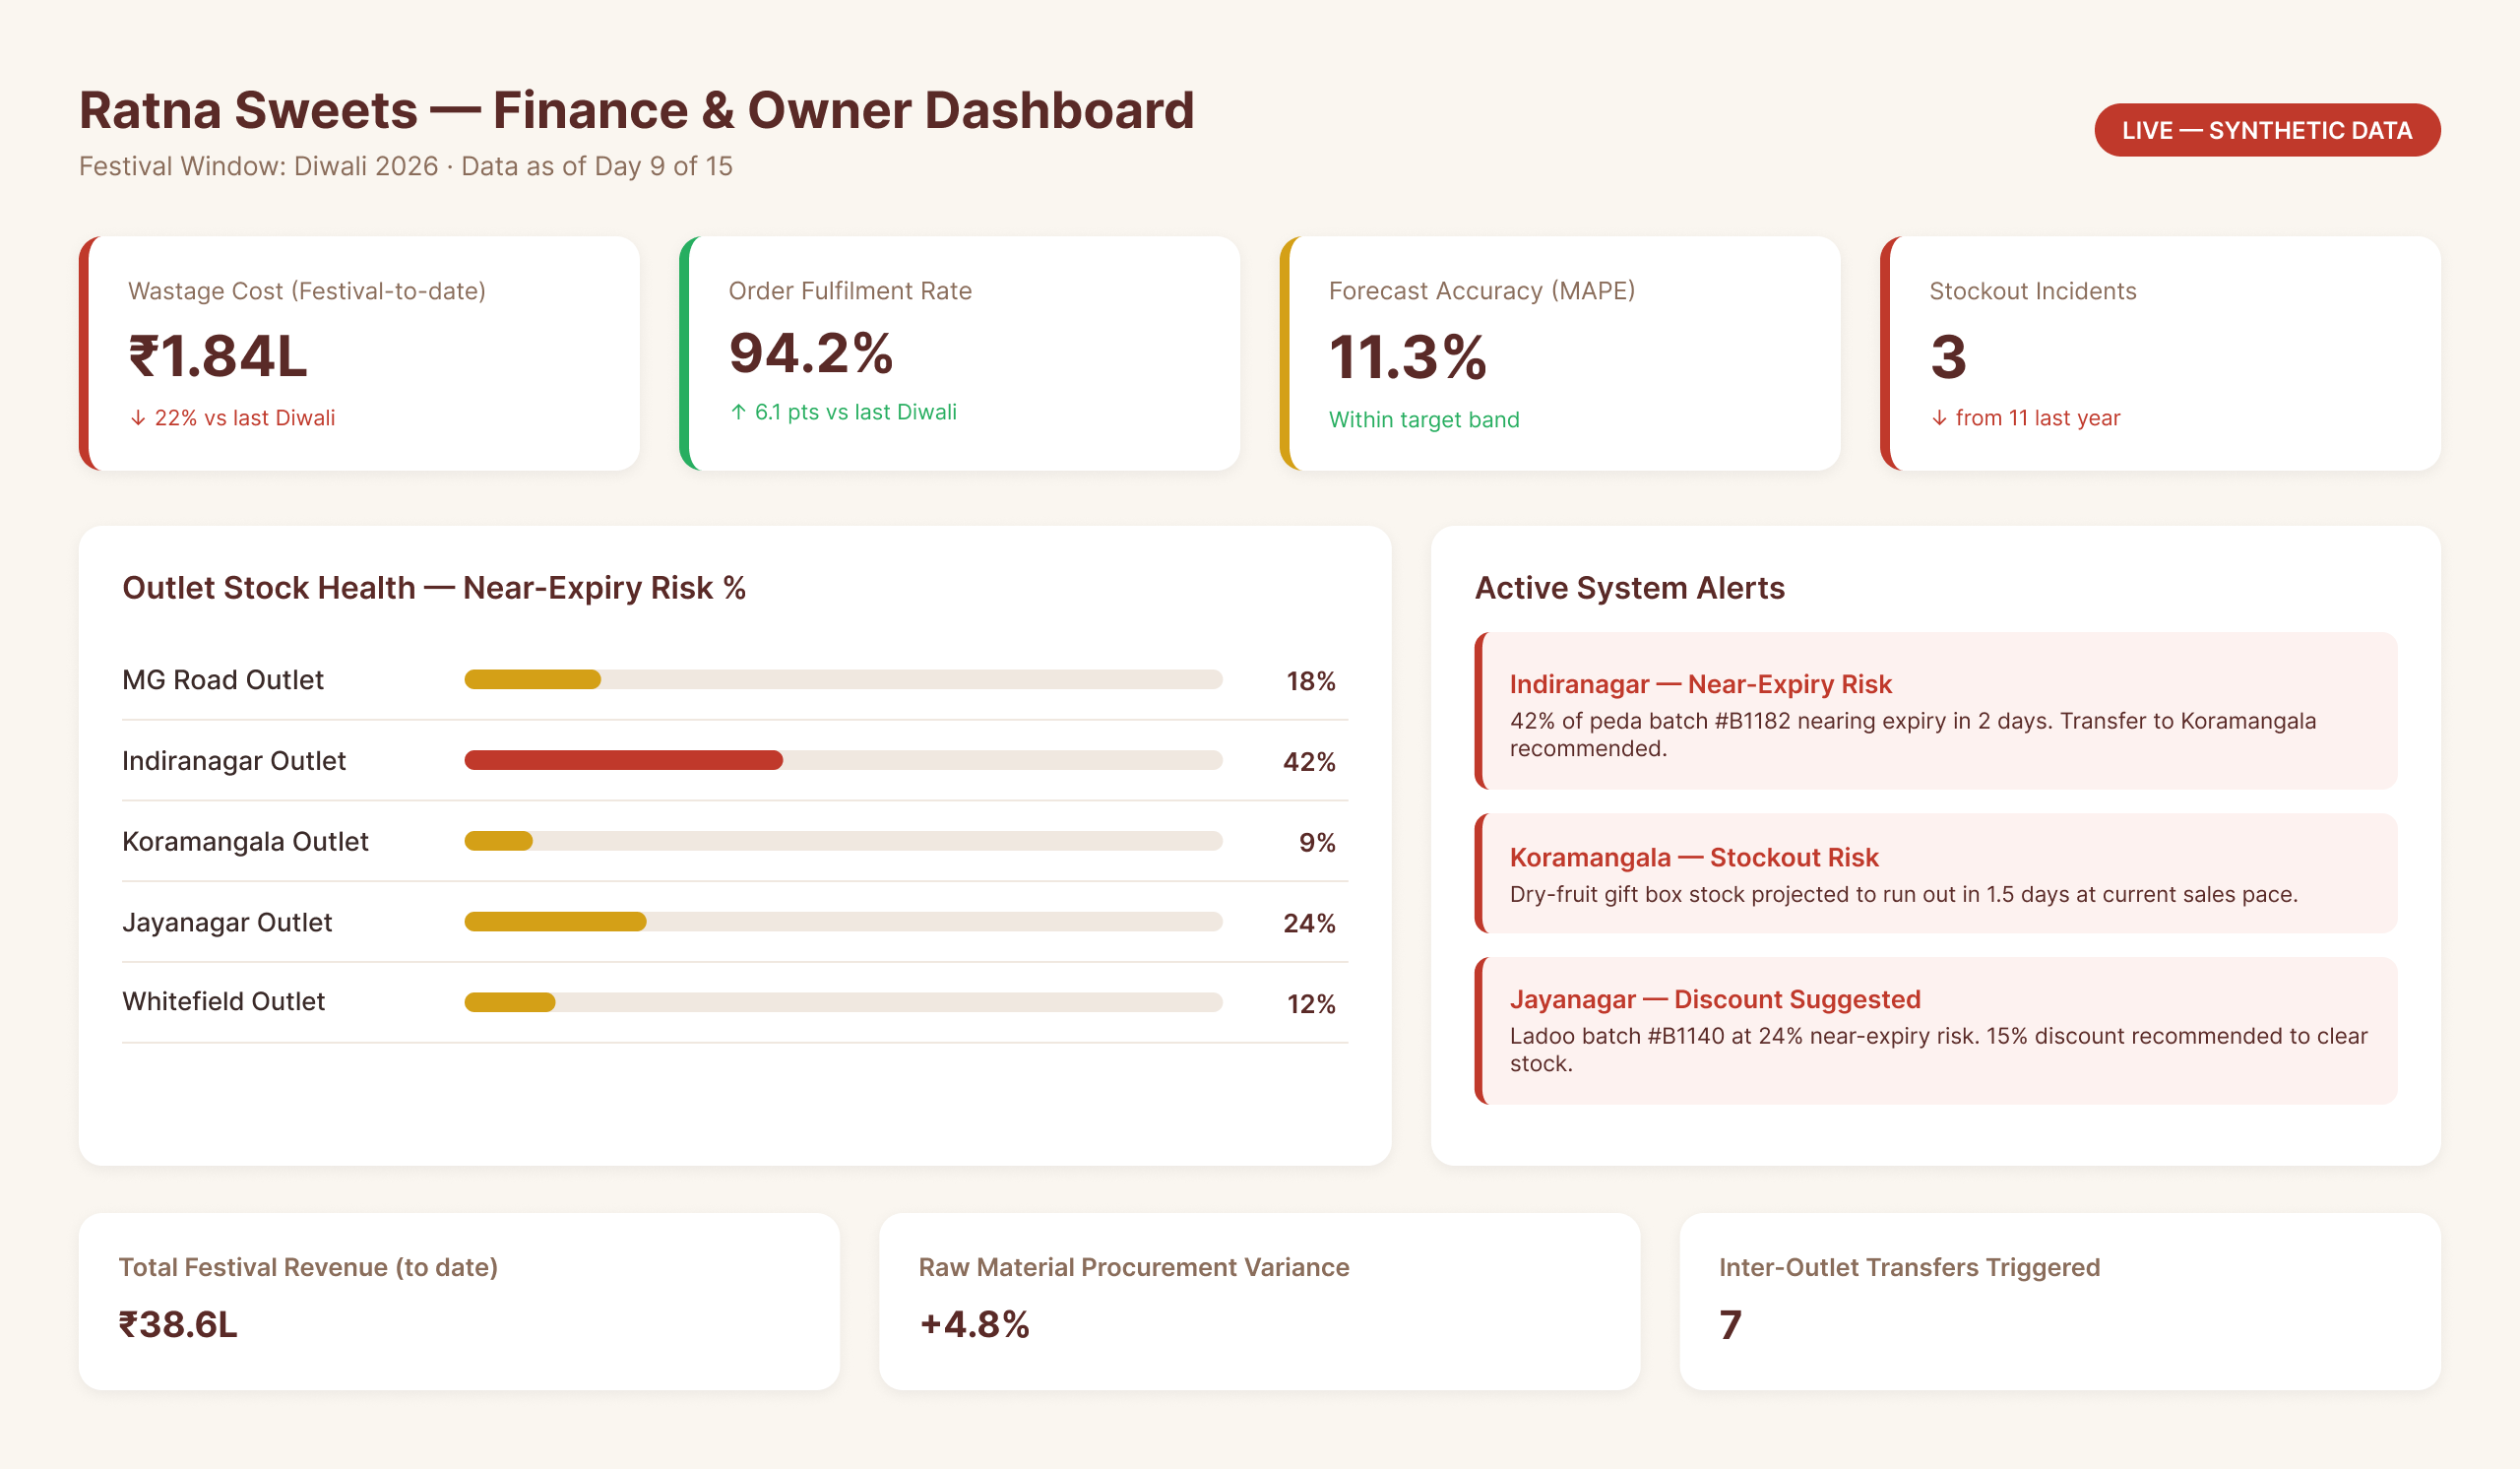 Ratna Sweets — Finance & Owner Dashboard
Festival Window: Diwali 2026 · Data as of Day 9 of 15
LIVE — SYNTHETIC DATA
Wastage Cost (Festival-to-date)
₹1.84L
↓ 22% vs last Diwali
Order Fulfilment Rate
94.2%
↑ 6.1 pts vs last Diwali
Forecast Accuracy (MAPE)
11.3%
Within target band
Stockout Incidents
3
↓ from 11 last year
Outlet Stock Health — Near-Expiry Risk %
MG Road Outlet 18%
Indiranagar Outlet 42%
Koramangala Outlet 9%
Jayanagar Outlet 24%
Whitefield Outlet 12%
Active System Alerts
Indiranagar — Near-Expiry Risk
42% of peda batch #B1182 nearing expiry in 2 days. Transfer to Koramangala
recommended.
Koramangala — Stockout Risk
Dry-fruit gift box stock projected to run out in 1.5 days at current sales pace.
Jayanagar — Discount Suggested
Ladoo batch #B1140 at 24% near-expiry risk. 15% discount recommended to clear
stock.
Total Festival Revenue (to date)
₹38.6L
Raw Material Procurement Variance
+4.8%
Inter-Outlet Transfers Triggered
7